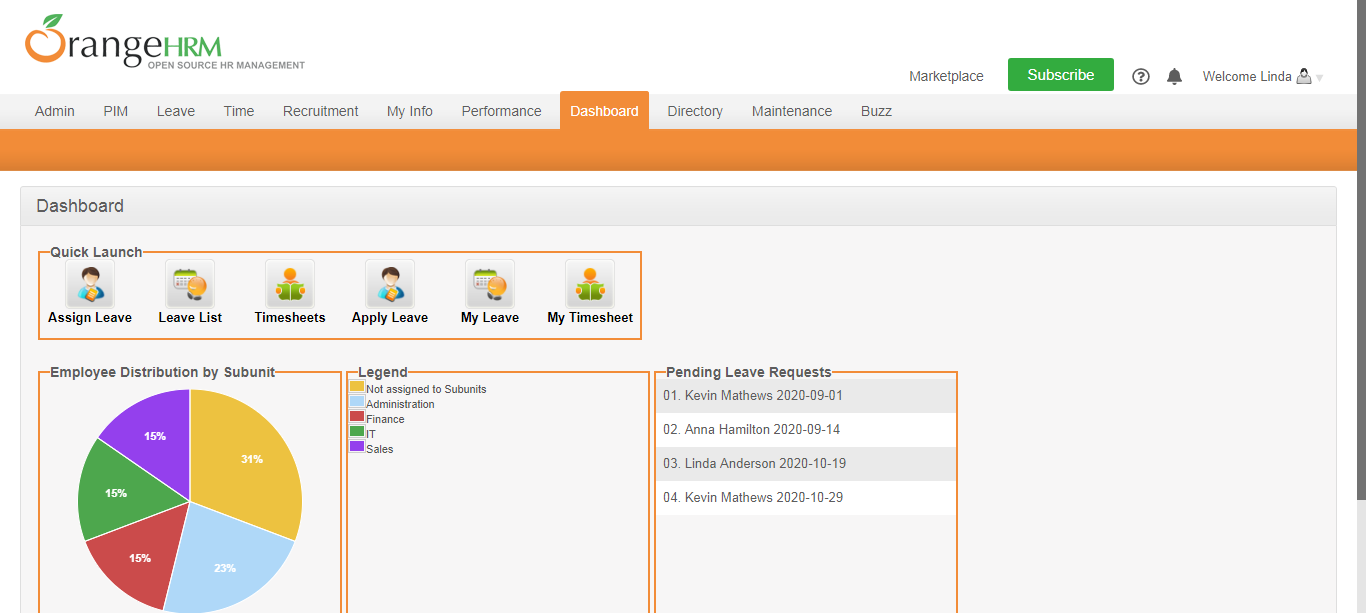 OrangeHRM
OPEN SOURCE HR MANAGEMENT
Marketplace Subscribe Welcome Linda
Admin PIM Leave Time Recruitment My Info Performance Dashboard Directory Maintenance Buzz
Dashboard
Quick Launch
Assign Leave Leave List Timesheets Apply Leave My Leave My Timesheet
Employee Distribution by Subunit
15%
31%
15%
15%
23%
Legend
Not assigned to Subunits
Administration
Finance
IT
Sales
Pending Leave Requests
01. Kevin Mathews 2020-09-01
02. Anna Hamilton 2020-09-14
03. Linda Anderson 2020-10-19
04. Kevin Mathews 2020-10-29